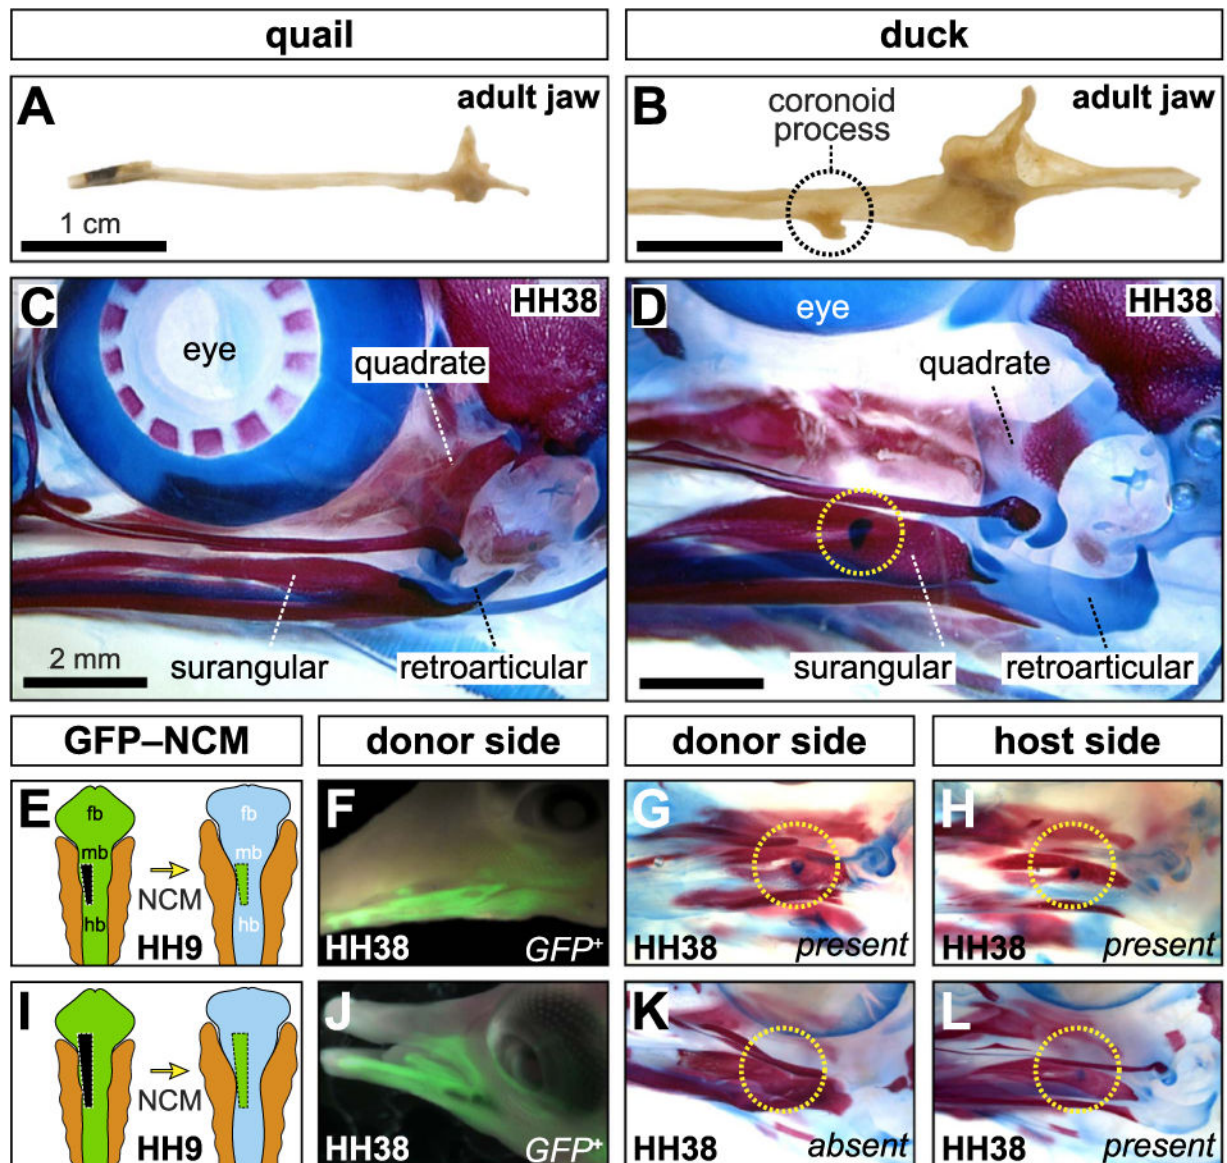 quail
duck
A
adult jaw
1 cm
B
coronoid
process
adult jaw
C
HH38
eye
quadrate
2 mm
surangular
retroarticular
D
HH38
eye
quadrate
surangular
retroarticular
GFP–NCM
donor side
donor side
host side
E
fb
mb
hb
NCM
HH9
fb
mb
hb
F
HH38
GFP+
G
HH38
present
H
HH38
present
I
NCM
HH9
J
HH38
GFP+
K
HH38
absent
L
HH38
present